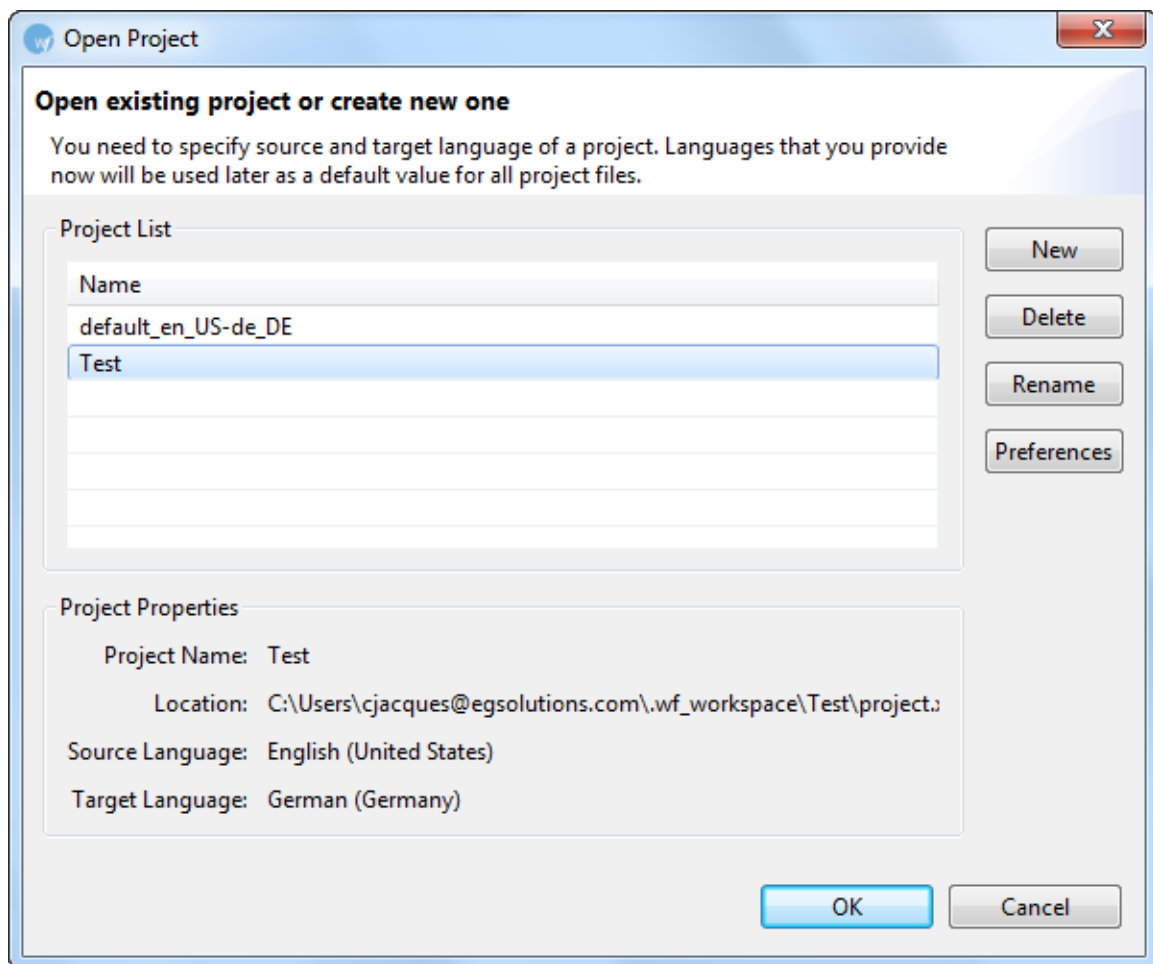 Open Project
Open existing project or create new one
You need to specify source and target language of a project. Languages that you provide
now will be used later as a default value for all project files.
Project List
New
Name
Delete
default_en_US-de_DE
Test
Rename
Preferences
Project Properties
Project Name: Test
Location: C:\Users\cjacques@egsolutions.com\.wf_workspace\Test\project.x
Source Language: English (United States)
Target Language: German (Germany)
OK Cancel